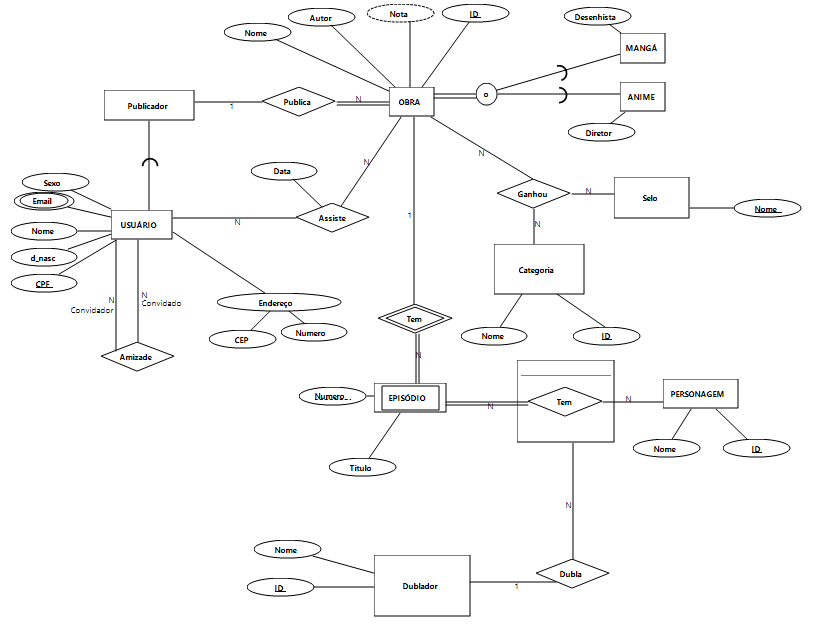 Nota
ID
Autor
Desenhista
Nome
MANGÁ
Publicador
1
Publica
N
OBRA
o
ANIME
Diretor
N
N
Data
Sexo
Email
Nome
d_nasc
CPF
USUÁRIO
N
Assiste
1
Ganhou
N
Selo
Nome
N
Categoria
N
Convidador
N
Convidado
Endereço
CEP
Numero
Nome
ID
Amizade
Tem
N
Numero
EPISÓDIO
N
Tem
N
PERSONAGEM
Nome
ID
Titulo
N
Nome
ID
Dublador
1
Dubla